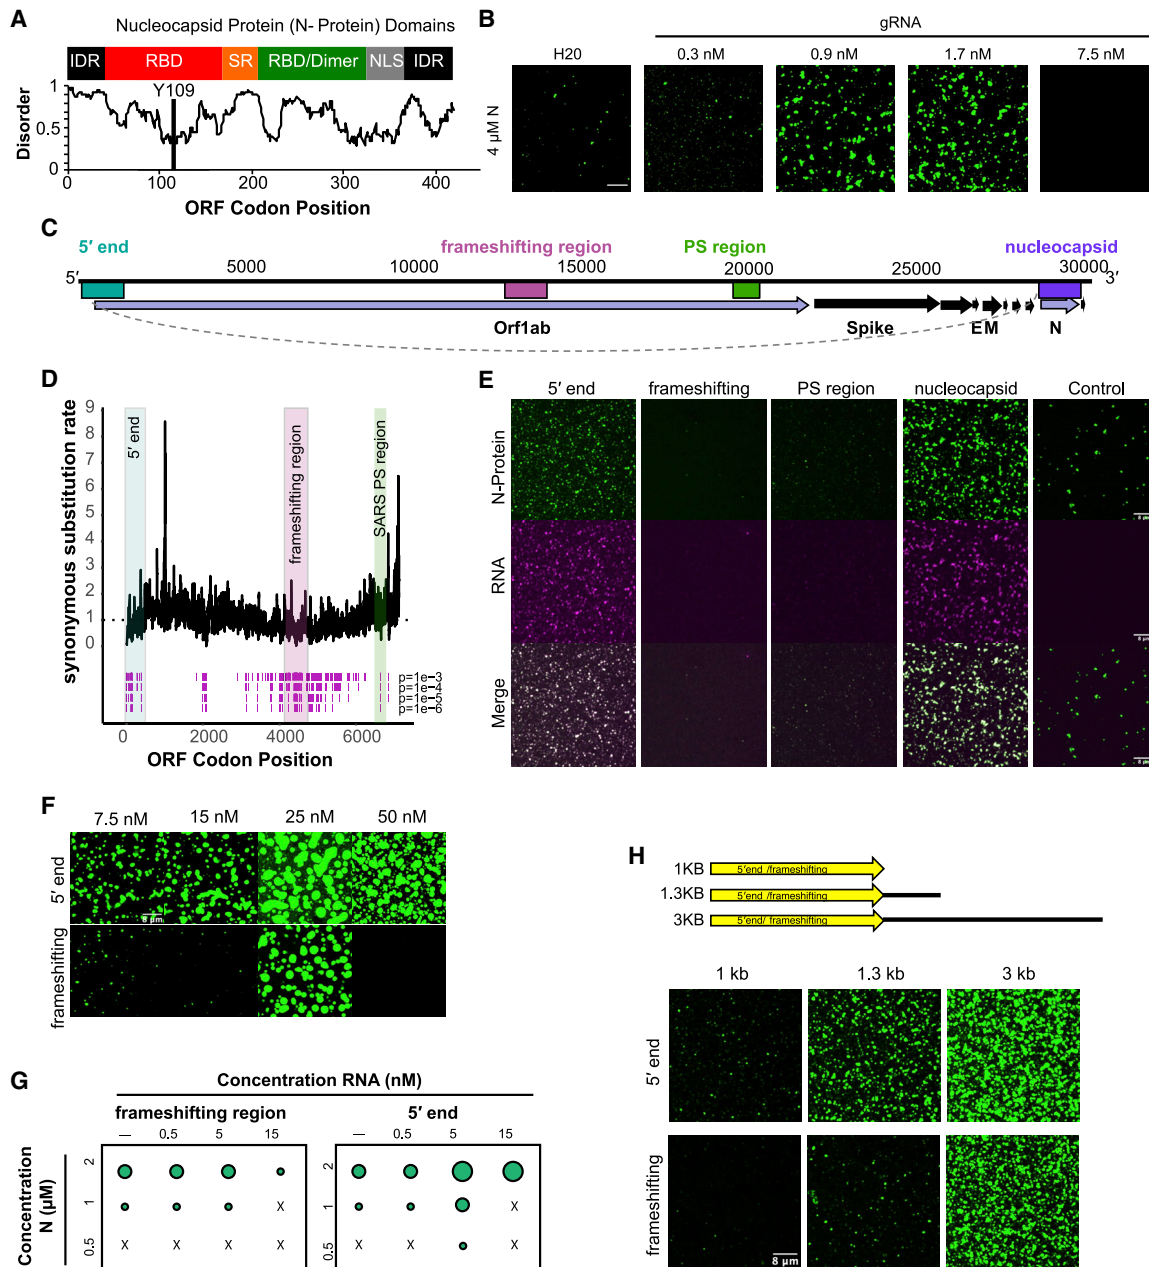 A
Nucleocapsid Protein (N- Protein) Domains
IDR RBD SR RBD/Dimer NLS IDR
Disorder
1
0.5
0
Y109
0 100 200 300 400
ORF Codon Position
B
gRNA
H20 0.3 nM 0.9 nM 1.7 nM 7.5 nM
4 µM N
C
5′ end frameshifting region PS region nucleocapsid
5′ 5000 10000 15000 20000 25000 30000 3′
Orf1ab Spike EM N
D
synonymous substitution rate
9
8
7
6
5
4
3
2
1
0
5′ end
frameshifting region
SARS PS region
p=1e−3
p=1e−4
p=1e−5
p=1e−6
0 2000 4000 6000
ORF Codon Position
E
5′ end frameshifting PS region nucleocapsid Control
N-Protein
8 µm
RNA
8 µm
Merge
8 µm
F
7.5 nM 15 nM 25 nM 50 nM
5′ end
8 µm
frameshifting
G
Concentration RNA (nM)
frameshifting region 5′ end
— 0.5 5 15 — 0.5 5 15
Concentration
N (µM)
2 2
1 X 1 X
0.5 X X X X 0.5 X X X
H
1KB 5′end /frameshifting
1.3KB 5′end/ frameshifting
3KB 5′end/ frameshifting
1 kb 1.3 kb 3 kb
5′ end
frameshifting
8 µm